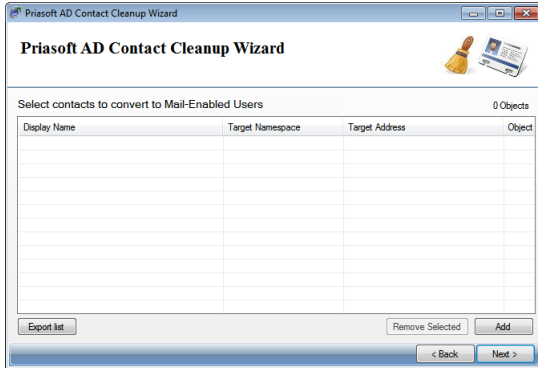 Priasoft AD Contact Cleanup Wizard
Priasoft AD Contact Cleanup Wizard
Select contacts to convert to Mail-Enabled Users 0 Objects
Display Name Target Namespace Target Address Object
Export list Remove Selected Add
< Back Next >